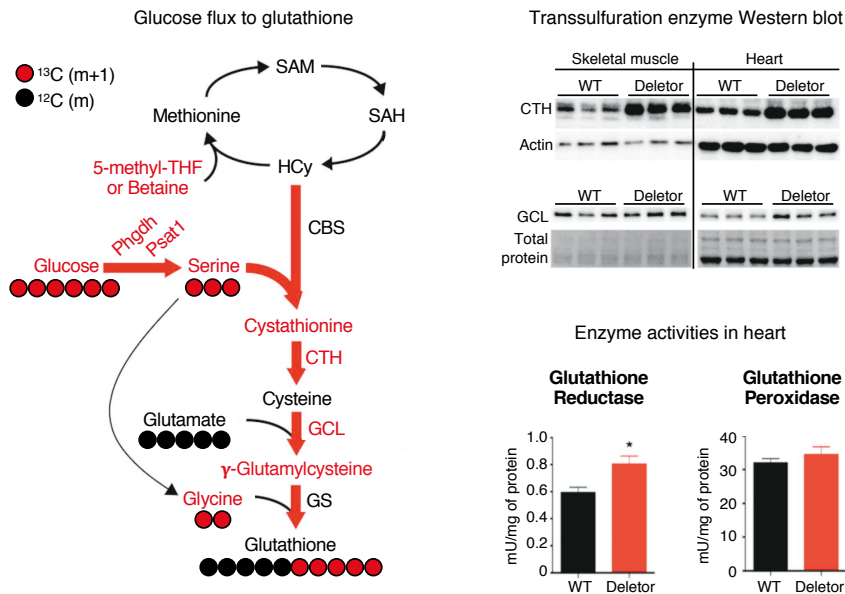 Glucose flux to glutathione
¹³C (m+1)
¹²C (m)
SAM
Methionine
SAH
HCy
5-methyl-THF
or Betaine
CBS
Phgdh
Psat1
Glucose
Serine
Cystathionine
CTH
Cysteine
Glutamate
GCL
γ-Glutamylcysteine
Glycine
GS
Glutathione
Transsulfuration enzyme Western blot
Skeletal muscle
Heart
WT
Deletor
WT
Deletor
CTH
Actin
WT
Deletor
WT
Deletor
GCL
Total
protein
Enzyme activities in heart
Glutathione
Reductase
mU/mg of protein
1.0
0.8
0.6
0.4
0.2
0
*
WT
Deletor
Glutathione
Peroxidase
mU/mg of protein
40
30
20
10
0
WT
Deletor